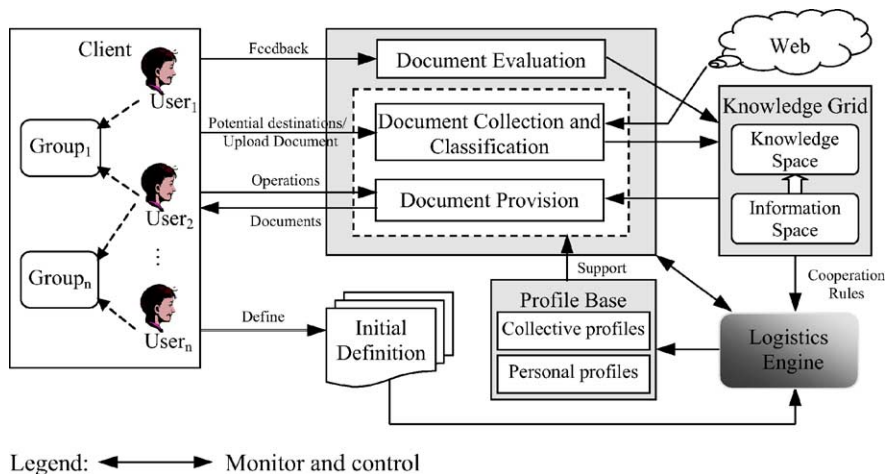 Client
User1
Group1
User2
⋮
Groupn
Usern
Feedback
Potential destinations/
Upload Document
Operations
Documents
Define
Document Evaluation
Document Collection and
Classification
Document Provision
Web
Knowledge Grid
Knowledge
Space
Information
Space
Support
Cooperation
Rules
Profile Base
Collective profiles
Personal profiles
Initial
Definition
Logistics
Engine
Legend:
Monitor and control